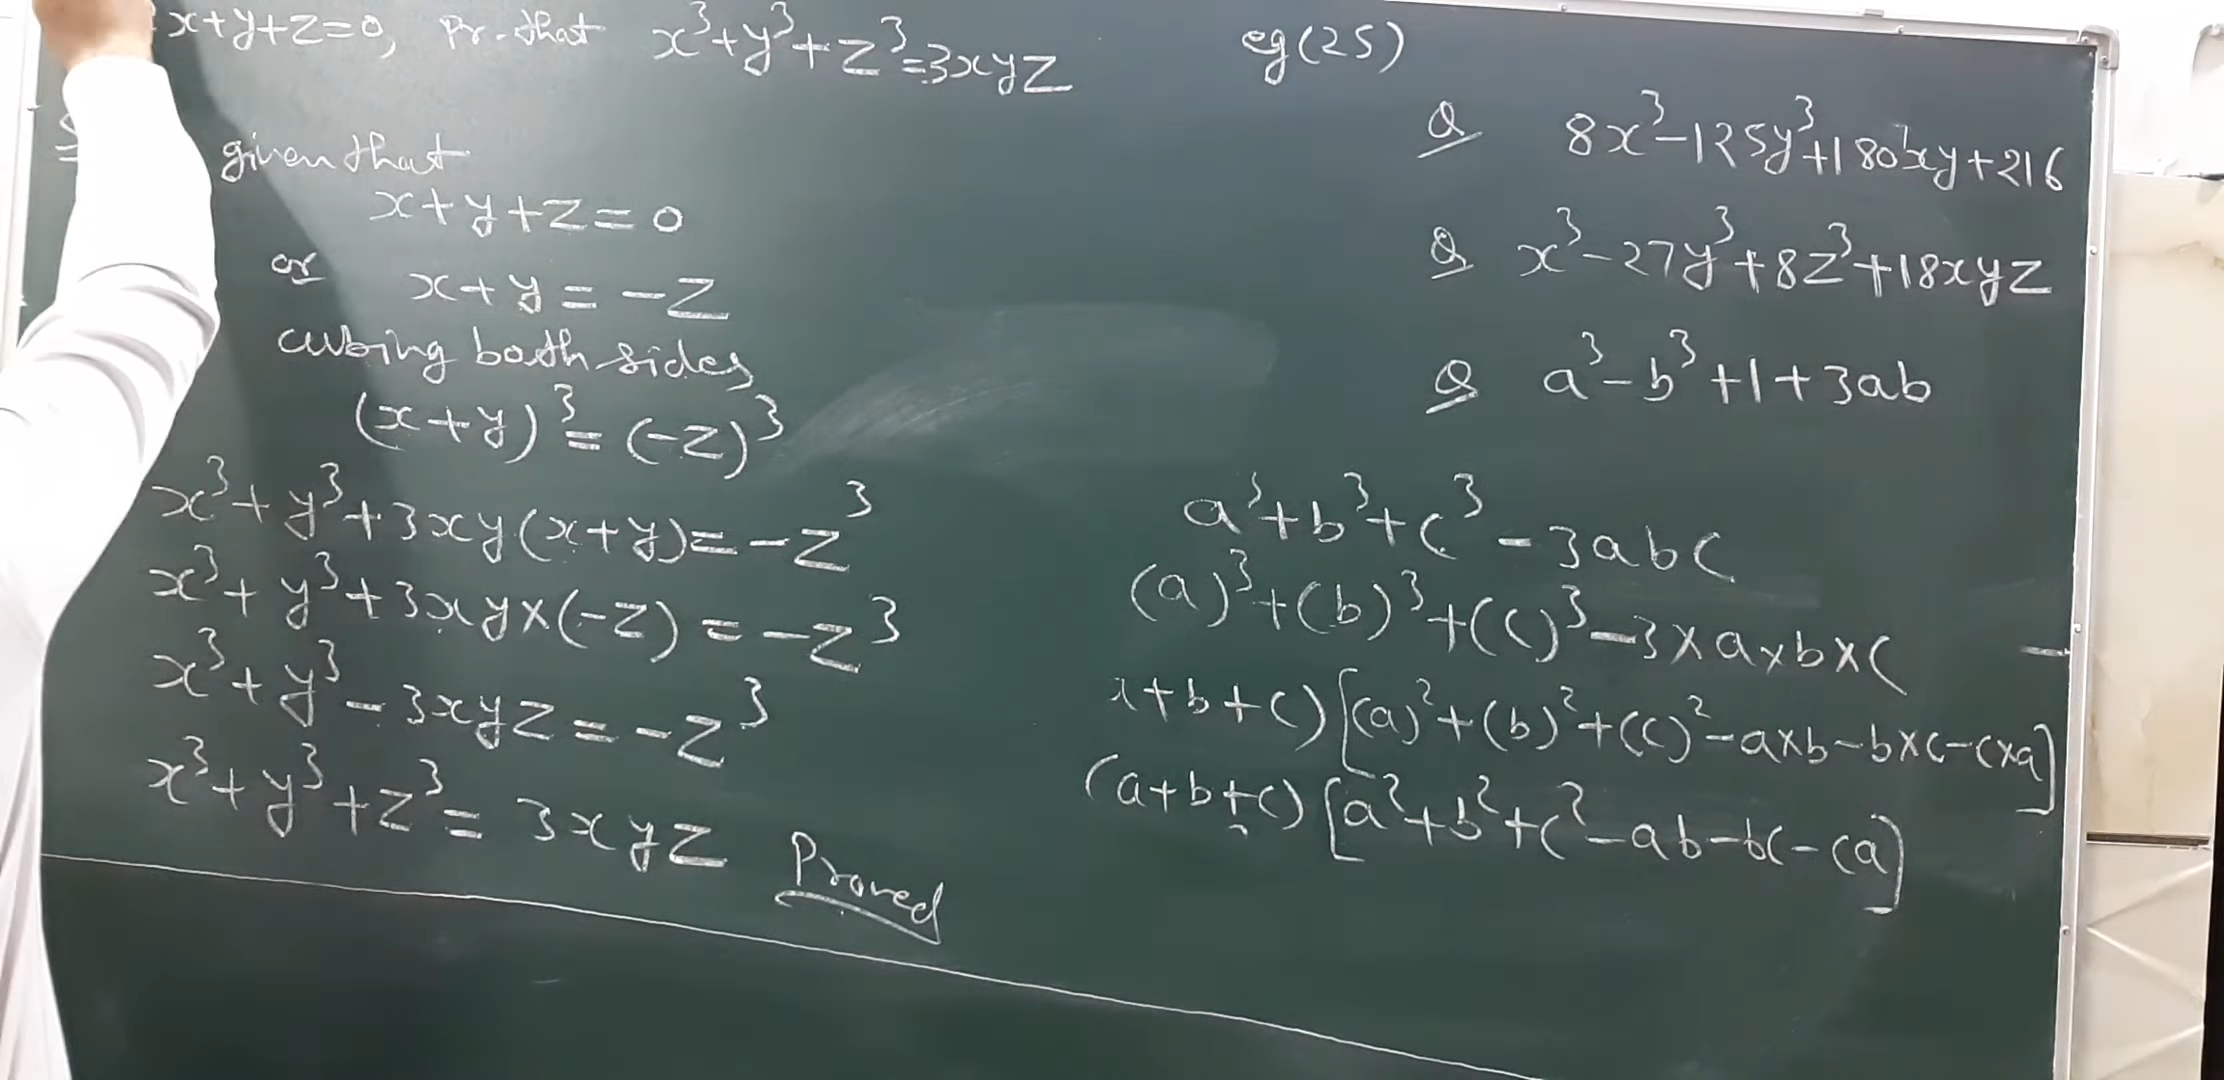 x+y+z=0, Pr. that x³+y³+z³=3xyz
given that
x+y+z=0
or x+y=-z
cubing both sides
(x+y)³=(-z)³
x³+y³+3xy(x+y)=-z³
x³+y³+3xy×(-z)=-z³
x³+y³-3xyz=-z³
x³+y³+z³=3xyz Proved
eg(25)
Q 8x³-125y³+180xy+216
Q x³-27y³+8z³+18xyz
Q a³-b³+1+3ab
a³+b³+c³-3abc
(a)³+(b)³+(c)³-3×a×b×c
+b+c)[(a)²+(b)²+(c)²-a×b-b×c-c×a]
(a+b+c)[a²+b²+c²-ab-bc-ca]